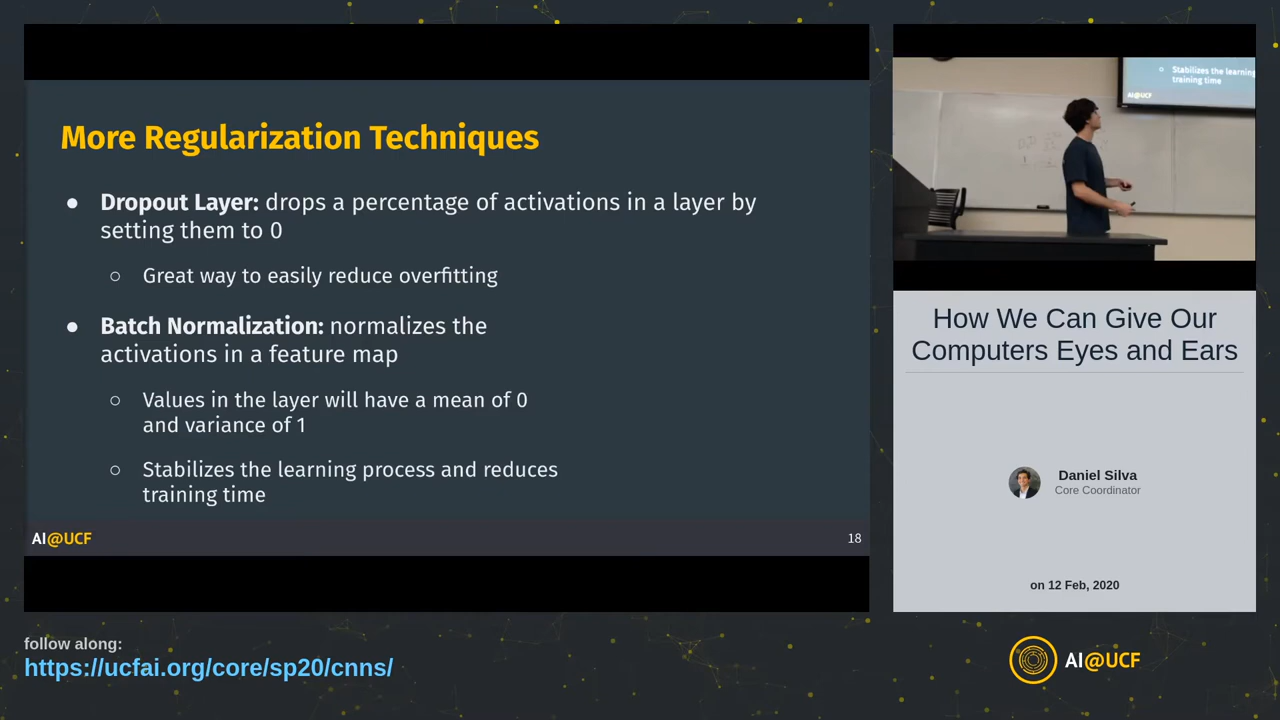 More Regularization Techniques
● Dropout Layer: drops a percentage of activations in a layer by
setting them to 0
○ Great way to easily reduce overfitting
● Batch Normalization: normalizes the
activations in a feature map
○ Values in the layer will have a mean of 0
and variance of 1
○ Stabilizes the learning process and reduces
training time
AI@UCF
18
○ Stabilizes the learning
training time
AI@UCF
How We Can Give Our
Computers Eyes and Ears
Daniel Silva
Core Coordinator
on 12 Feb, 2020
follow along:
https://ucfai.org/core/sp20/cnns/
AI@UCF